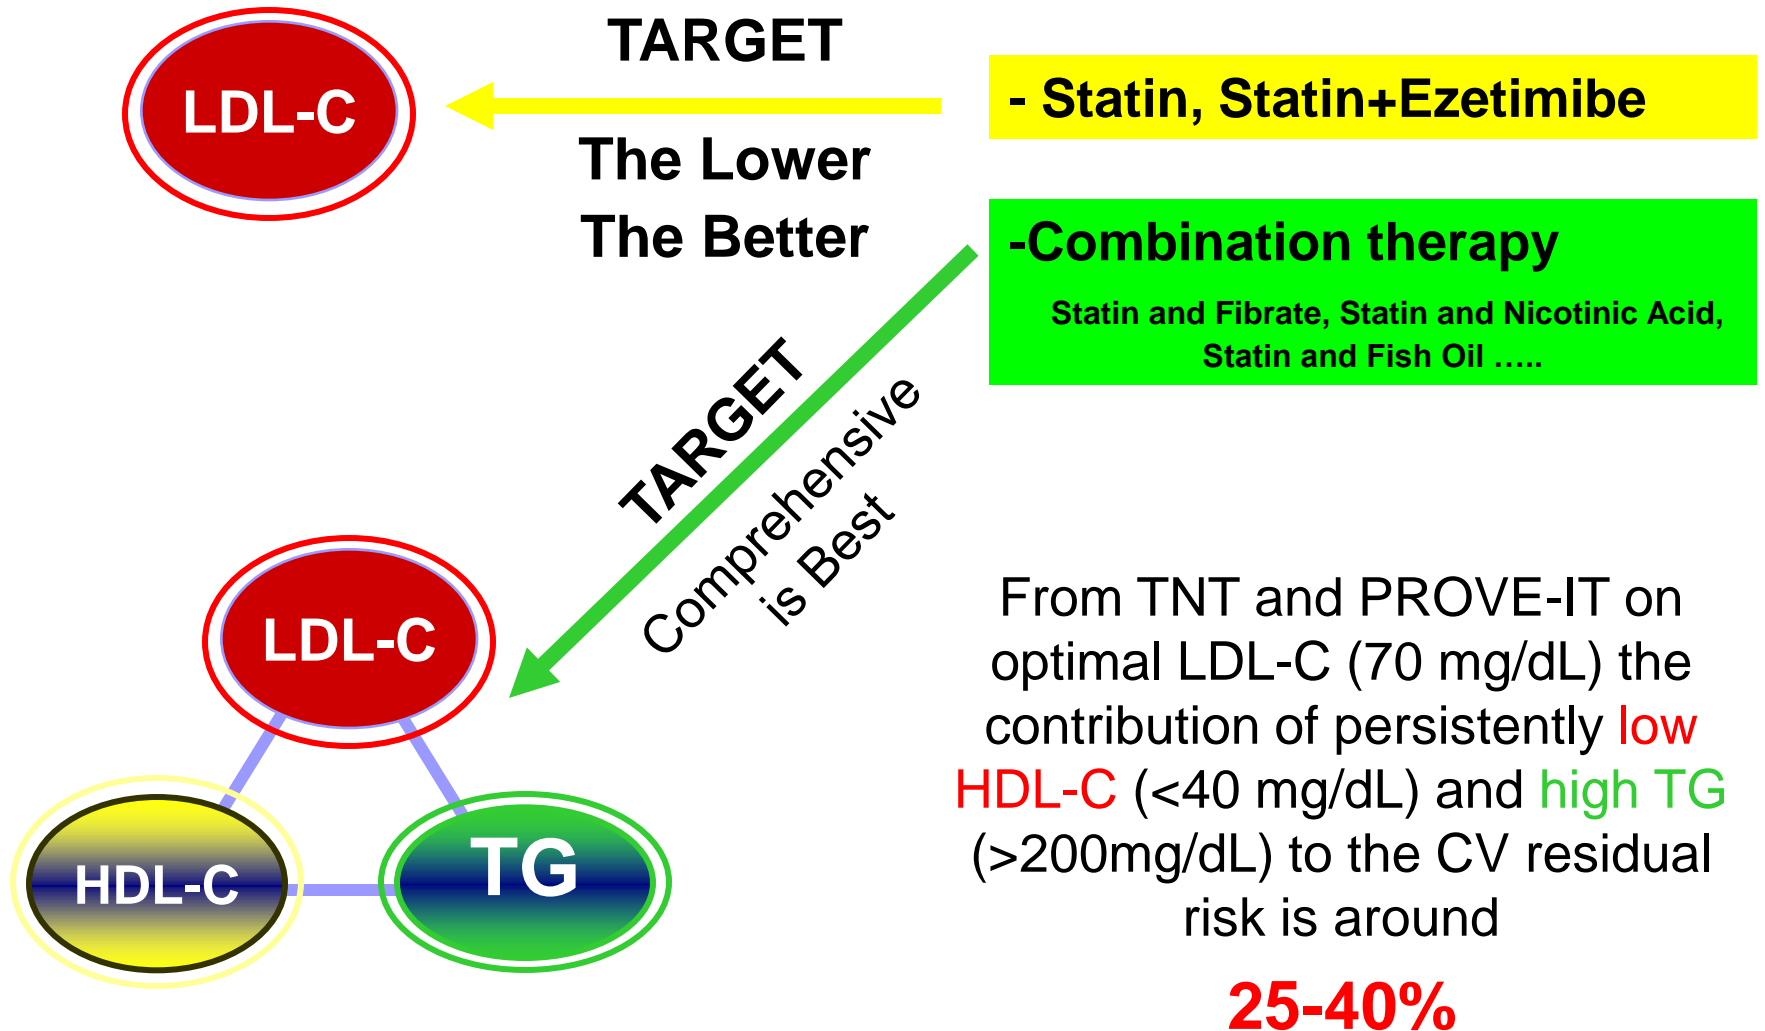 LDL-C
TARGET
The Lower
The Better
- Statin, Statin+Ezetimibe
-Combination therapy
Statin and Fibrate, Statin and Nicotinic Acid,
Statin and Fish Oil …..
TARGET
Comprehensive
is Best
LDL-C
HDL-C
TG
From TNT and PROVE-IT on
optimal LDL-C (70 mg/dL) the
contribution of persistently low
HDL-C (<40 mg/dL) and high TG
(>200mg/dL) to the CV residual
risk is around
25-40%